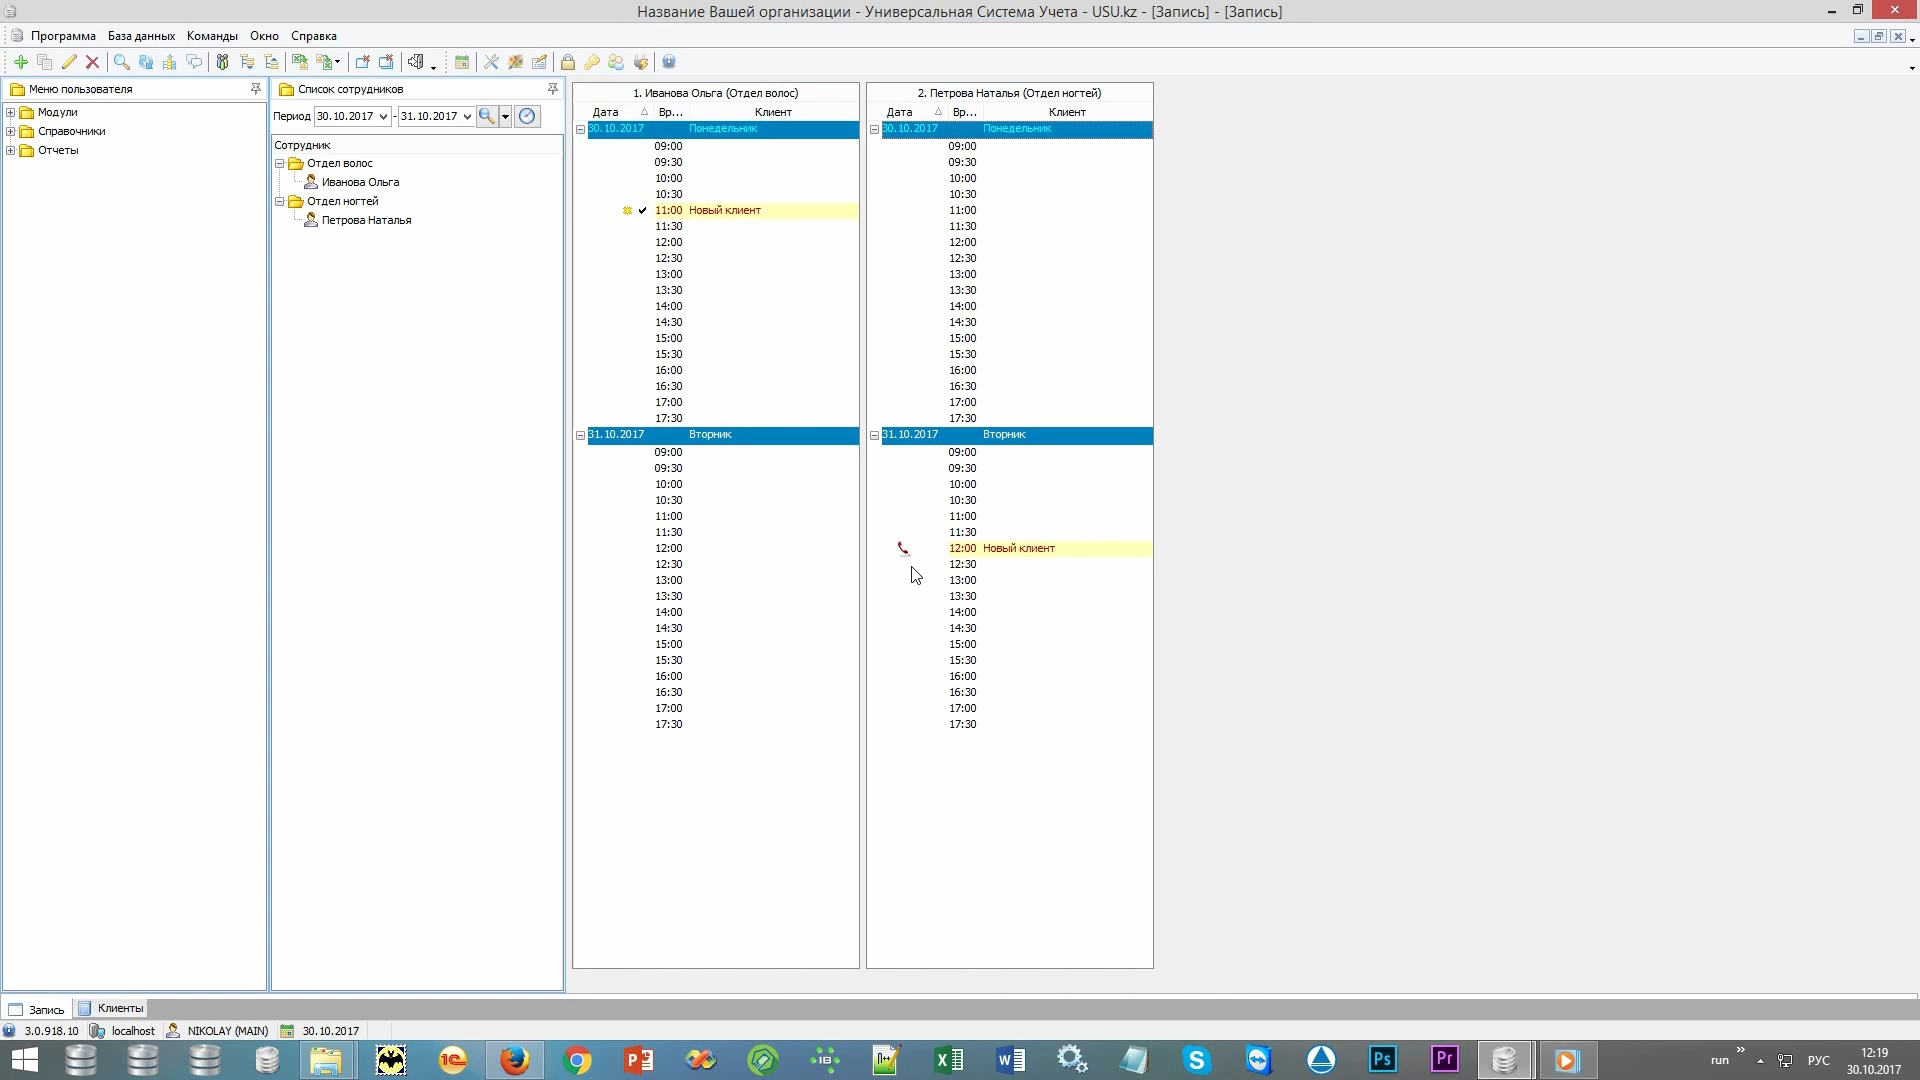 Название Вашей организации - Универсальная Система Учета - USU.kz - [Запись] - [Запись]
Программа База данных Команды Окно Справка
Меню пользователя
Модули
Справочники
Отчеты
Список сотрудников
Период 30.10.2017 - 31.10.2017
Сотрудник
Отдел волос
Иванова Ольга
Отдел ногтей
Петрова Наталья
1. Иванова Ольга (Отдел волос)
Дата Вр... Клиент
30.10.2017 Понедельник
09:00
09:30
10:00
10:30
11:00 Новый клиент
11:30
12:00
12:30
13:00
13:30
14:00
14:30
15:00
15:30
16:00
16:30
17:00
17:30
31.10.2017 Вторник
09:00
09:30
10:00
10:30
11:00
11:30
12:00
12:30
13:00
13:30
14:00
14:30
15:00
15:30
16:00
16:30
17:00
17:30
2. Петрова Наталья (Отдел ногтей)
Дата Вр... Клиент
30.10.2017 Понедельник
09:00
09:30
10:00
10:30
11:00
11:30
12:00
12:30
13:00
13:30
14:00
14:30
15:00
15:30
16:00
16:30
17:00
17:30
31.10.2017 Вторник
09:00
09:30
10:00
10:30
11:00
11:30
12:00 Новый клиент
12:30
13:00
13:30
14:00
14:30
15:00
15:30
16:00
16:30
17:00
17:30
Запись Клиенты
3.0.918.10 localhost NIKOLAY (MAIN) 30.10.2017
run РУС 12:19
30.10.2017